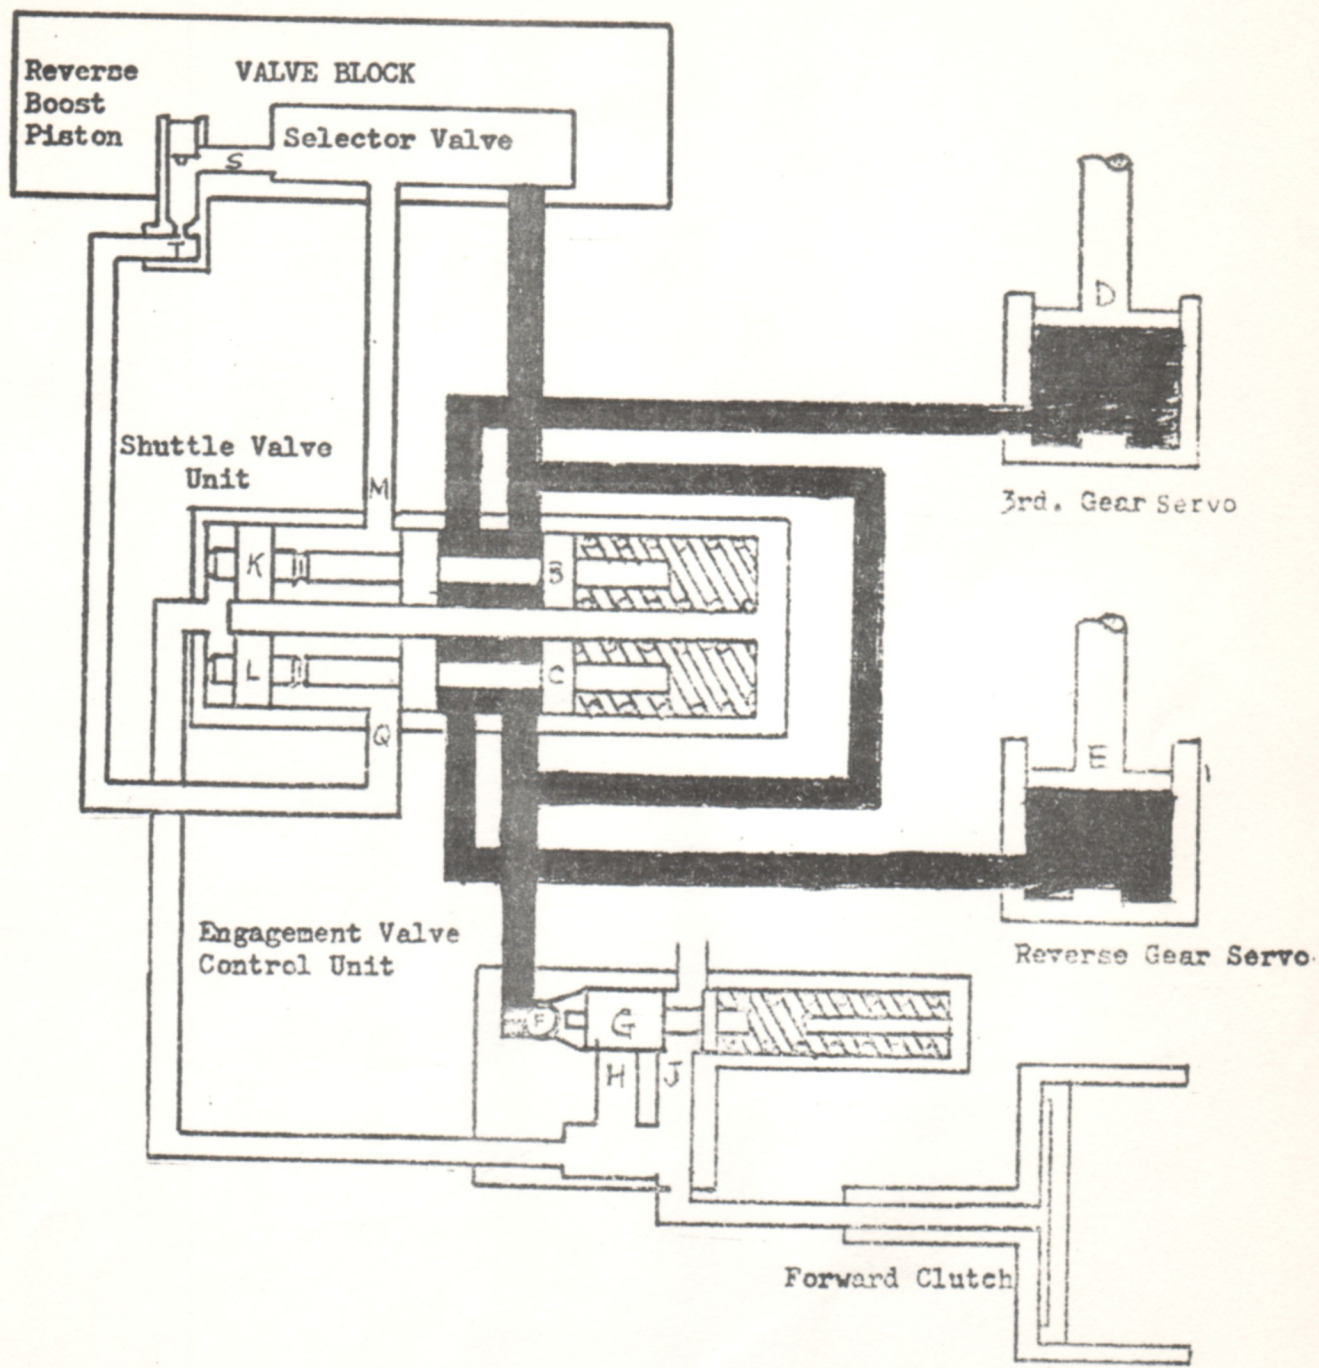 Reverse
Boost
Piston
VALVE BLOCK
Selector Valve
S
T
D
Shuttle Valve
Unit
M
3rd. Gear Servo
K
B
L
C
Q
E
Engagement Valve
Control Unit
Reverse Gear Servo
F
G
H
J
Forward Clutch